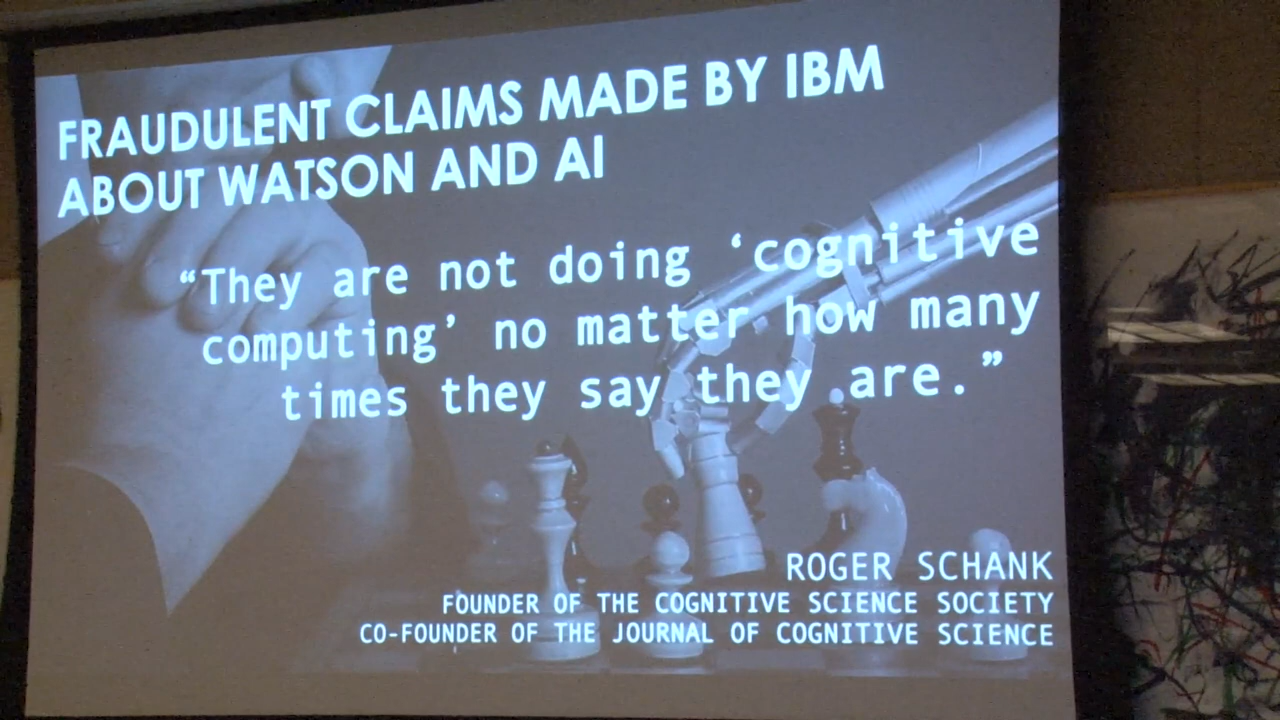 FRAUDULENT CLAIMS MADE BY IBM
ABOUT WATSON AND AI
“They are not doing ‘cognitive
computing’ no matter how many
times they say they are.”
ROGER SCHANK
FOUNDER OF THE COGNITIVE SCIENCE SOCIETY
CO-FOUNDER OF THE JOURNAL OF COGNITIVE SCIENCE